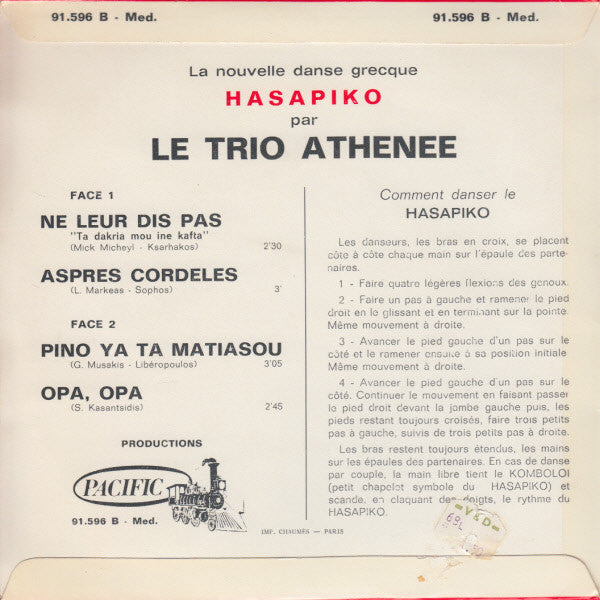 91.596 B - Med.
91.596 B - Med.
La nouvelle danse grecque
HASAPIKO
par
LE TRIO ATHENEE
FACE 1
NE LEUR DIS PAS
"Ta dakria mou ine kafta"
(Mick Micheyl - Ksarhakos) 2'30
ASPRES CORDELES
(L. Markeas - Sophos) 3'
FACE 2
PINO YA TA MATIASOU
(G. Musakis - Libéropoulos) 3'05
OPA, OPA
(S. Kasantsidis) 2'45
PRODUCTIONS
PACIFIC
91.596 B - Med.
Comment danser le
HASAPIKO
Les danseurs, les bras en croix, se placent
côte à côte chaque main sur l'épaule des parte-
naires.
1 - Faire quatre légères flexions des genoux.
2 - Faire un pas à gauche et ramener le pied
droit en le glissant et en terminant sur la pointe.
Même mouvement à droite.
3 - Avancer le pied gauche d'un pas sur le
côté et le ramener ensuite à sa position initiale
Même mouvement à droite.
4 - Avancer le pied gauche d'un pas sur le
côté. Continuer le mouvement en faisant passer
le pied droit devant la jambe gauche puis, les
pieds restant toujours croisés, faire trois petits
pas à gauche, suivis de trois petits pas à droite.
Les bras restent toujours étendus, les mains
sur les épaules des partenaires. En cas de danse
par couple, la main libre tient le KOMBOLOI
(petit chapelot symbole du HASAPIKO) et
scande, en claquant des doigts, le rythme du
HASAPIKO.
=V&D=
IMP. CHAUMÈS — PARIS